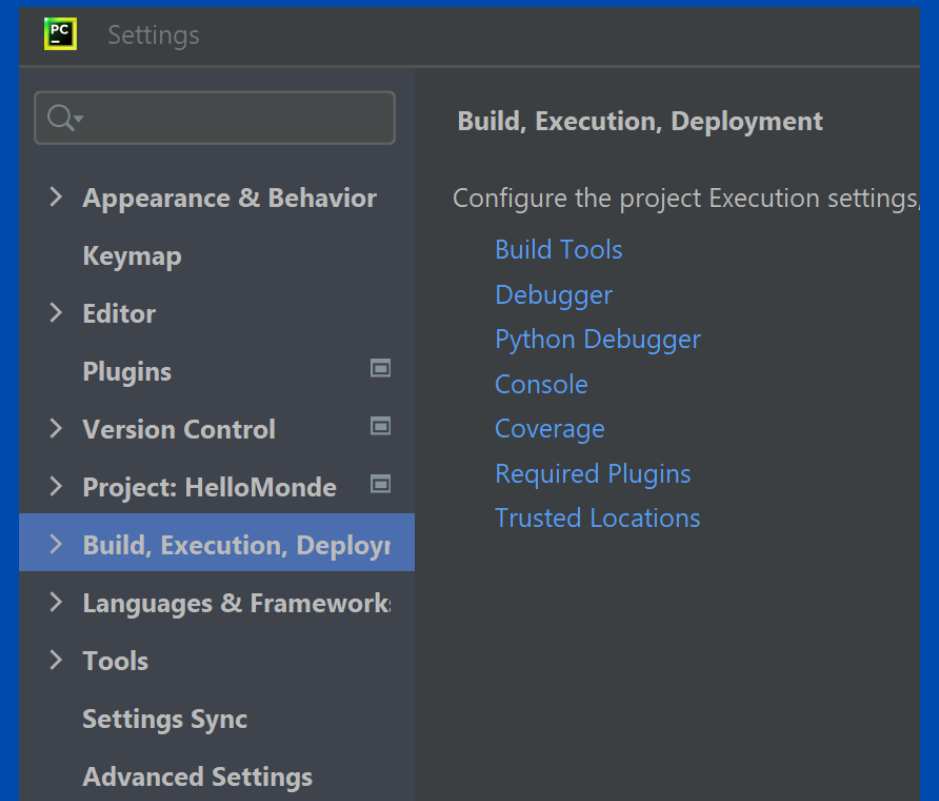 PC
Settings
Appearance & Behavior
Keymap
Editor
Plugins
Version Control
Project: HelloMonde
Build, Execution, Deployr
Languages & Framework
Tools
Settings Sync
Advanced Settings
Build, Execution, Deployment
Configure the project Execution settings,
Build Tools
Debugger
Python Debugger
Console
Coverage
Required Plugins
Trusted Locations